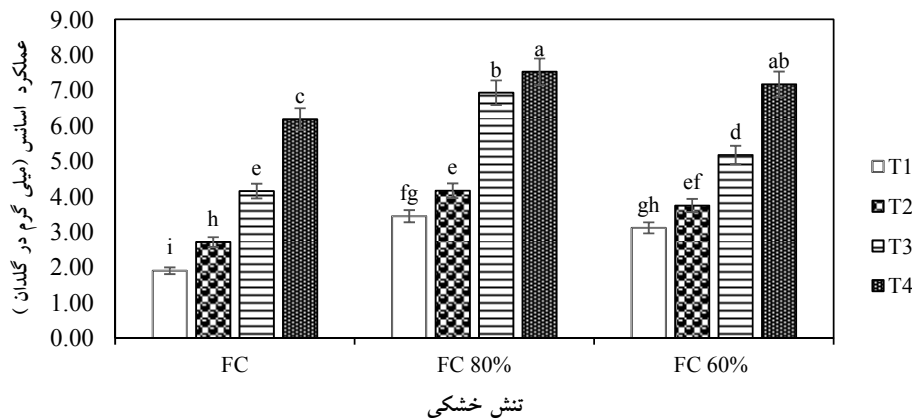 عملکرد اسانس (میلی گرم در گلدان )
9.00
8.00
7.00
6.00
5.00
4.00
3.00
2.00
1.00
0.00
i
h
e
c
fg
e
b
a
gh
ef
d
ab
FC
FC 80%
FC 60%
تنش خشکی
T1
T2
T3
T4